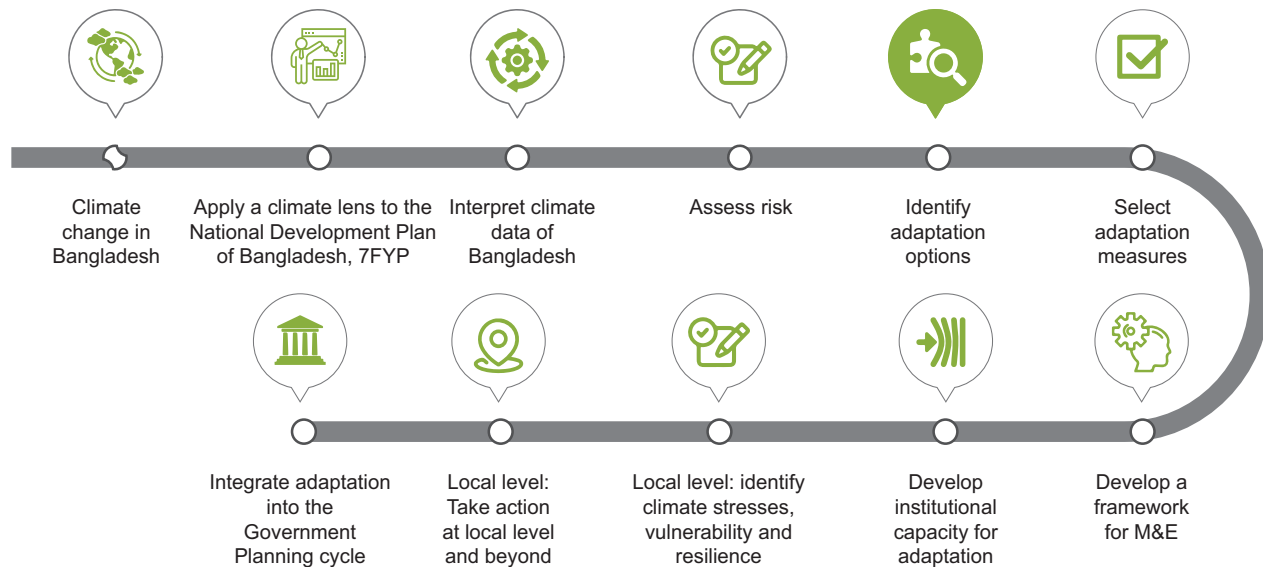 Climate
change in
Bangladesh
Apply a climate lens to the
National Development Plan
of Bangladesh, 7FYP
Interpret climate
data of
Bangladesh
Assess risk
Identify
adaptation
options
Select
adaptation
measures
Integrate adaptation
into the
Government
Planning cycle
Local level:
Take action
at local level
and beyond
Local level: identify
climate stresses,
vulnerability and
resilience
Develop
institutional
capacity for
adaptation
Develop a
framework
for M&E